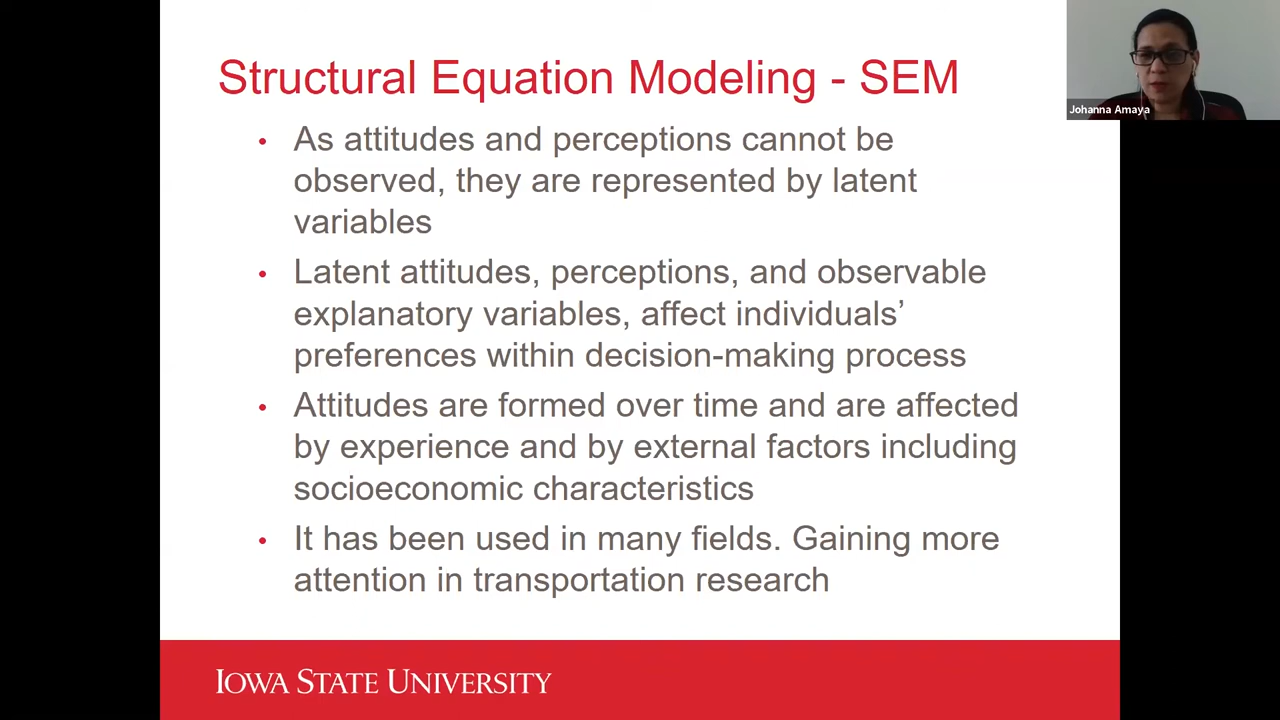 Structural Equation Modeling - SEM
Johanna Amaya
• As attitudes and perceptions cannot be
observed, they are represented by latent
variables
• Latent attitudes, perceptions, and observable
explanatory variables, affect individuals’
preferences within decision-making process
• Attitudes are formed over time and are affected
by experience and by external factors including
socioeconomic characteristics
• It has been used in many fields. Gaining more
attention in transportation research
IOWA STATE UNIVERSITY